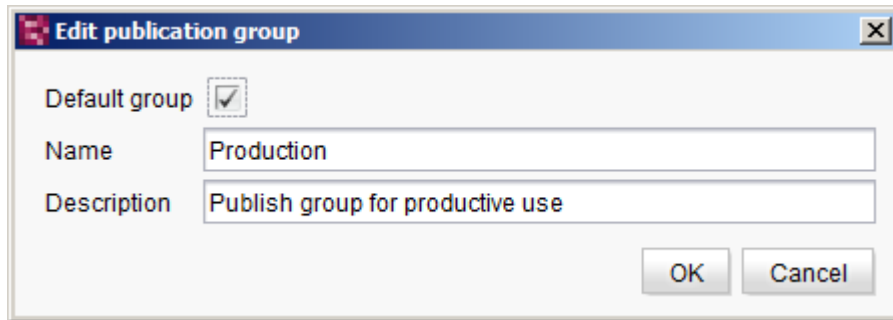 Edit publication group
Default group
Name Production
Description Publish group for productive use
OK Cancel